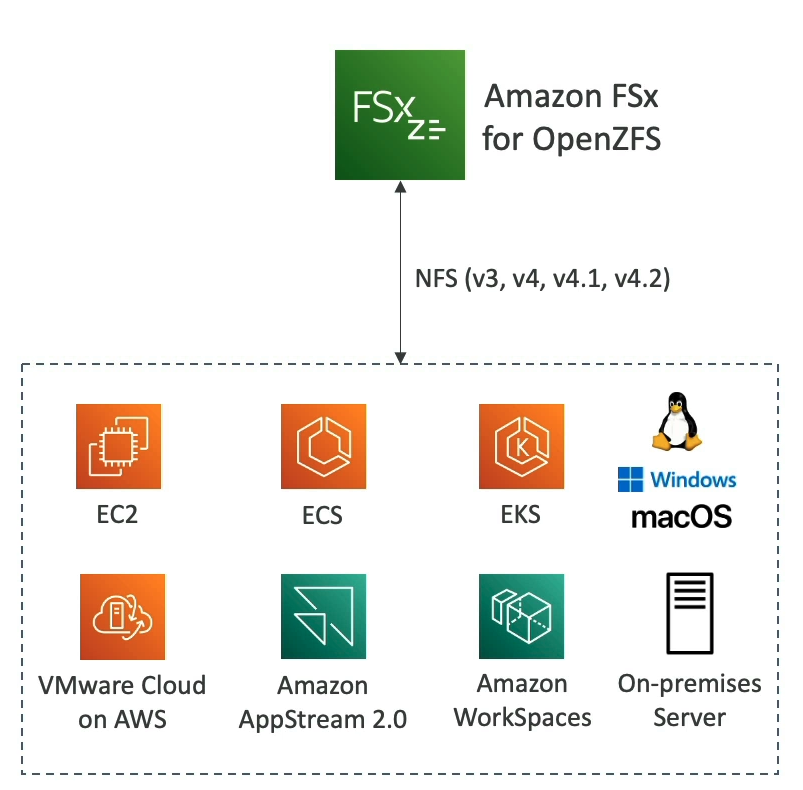 FSx
Z
Amazon FSx
for OpenZFS
NFS (v3, v4, v4.1, v4.2)
EC2
ECS
K
EKS
Windows
macOS
VMware Cloud
on AWS
Amazon
AppStream 2.0
Amazon
WorkSpaces
On-premises
Server